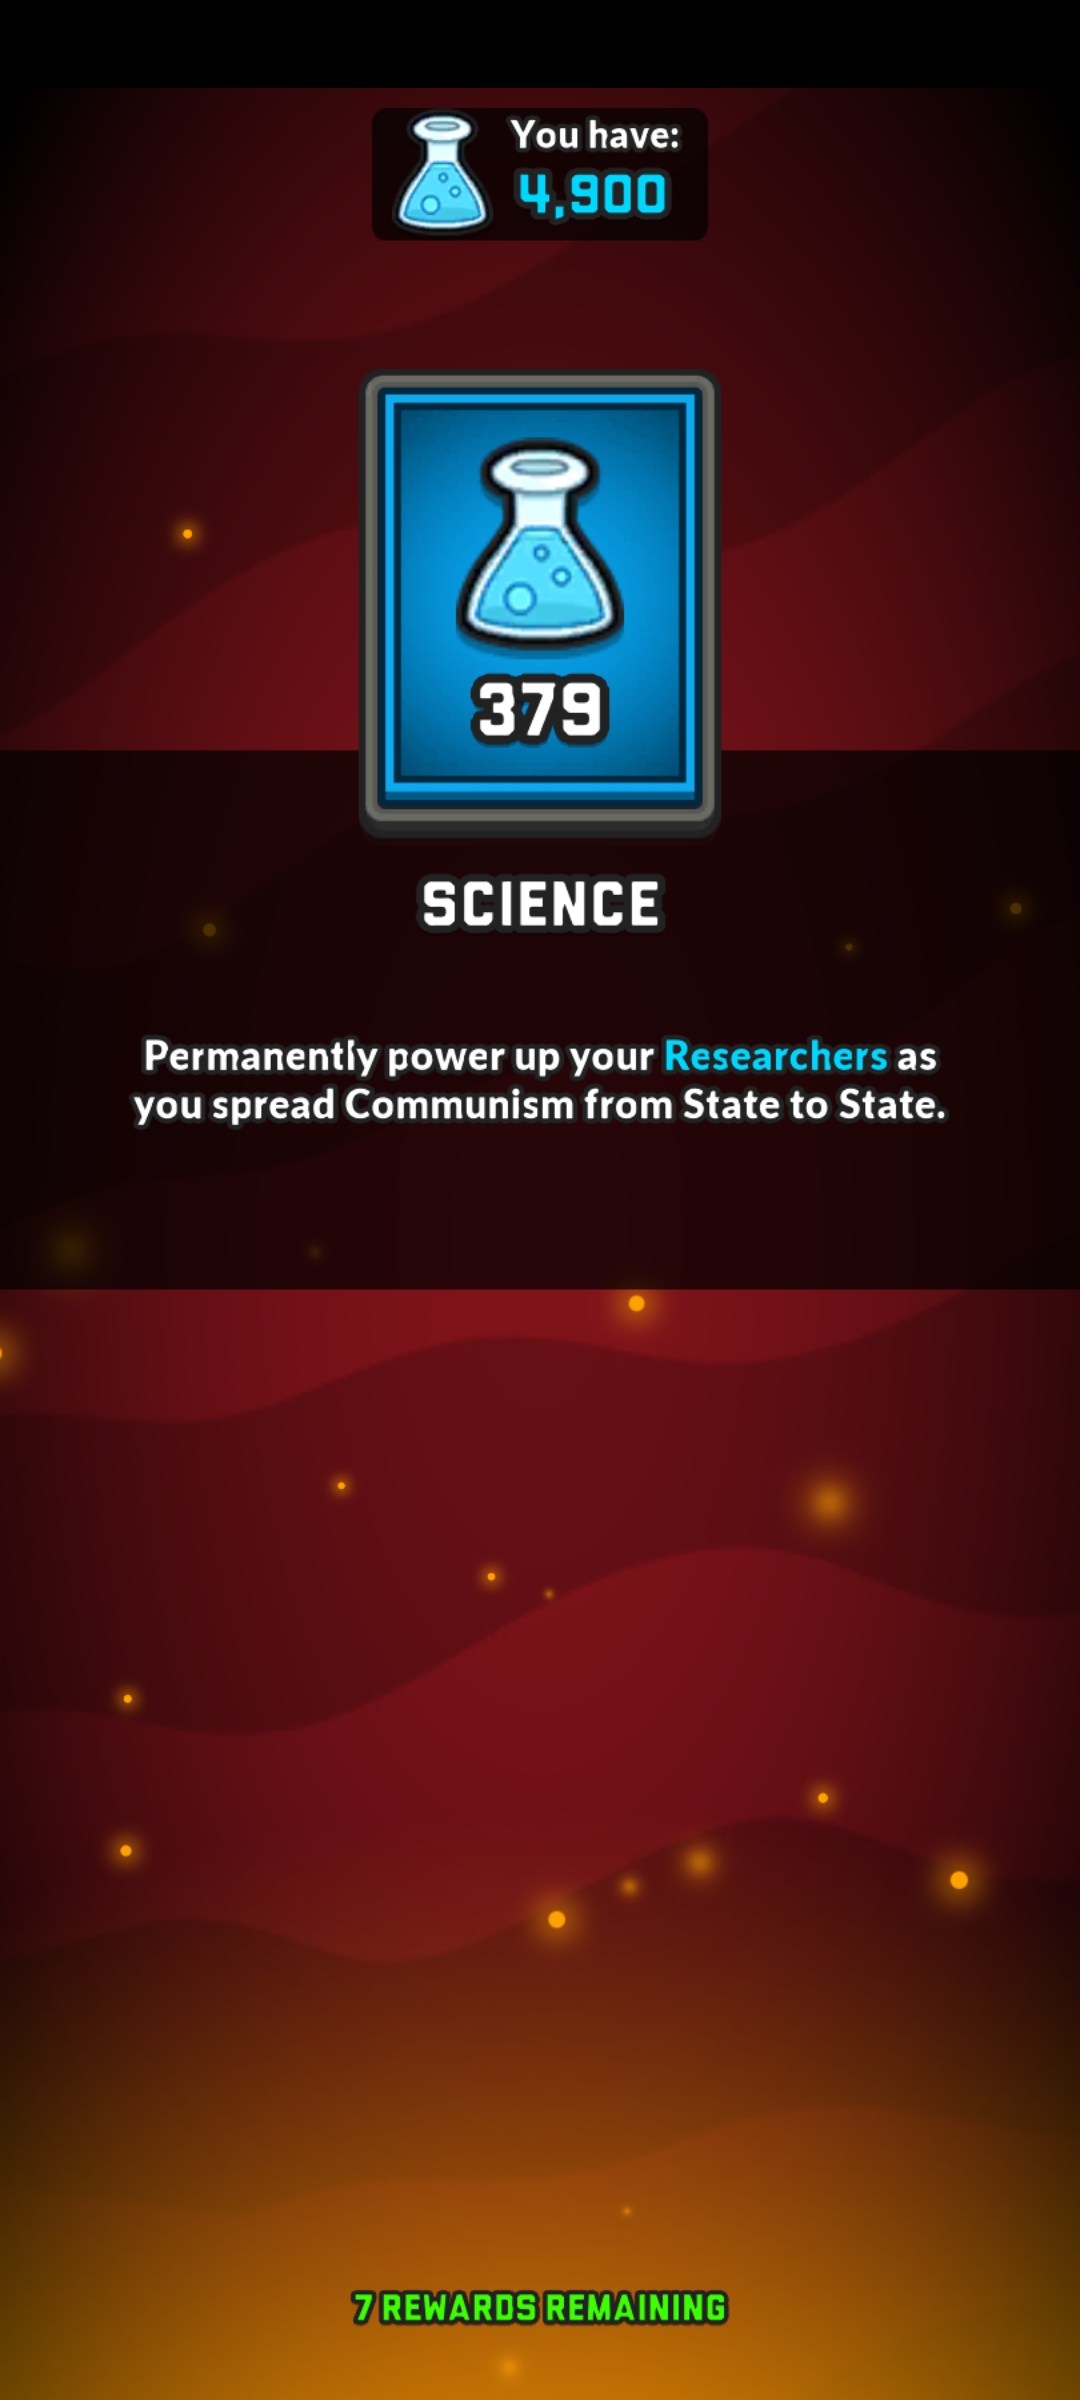 You have:
4,900
379
SCIENCE
Permanently power up your Researchers as
you spread Communism from State to State.
7 REWARDS REMAINING